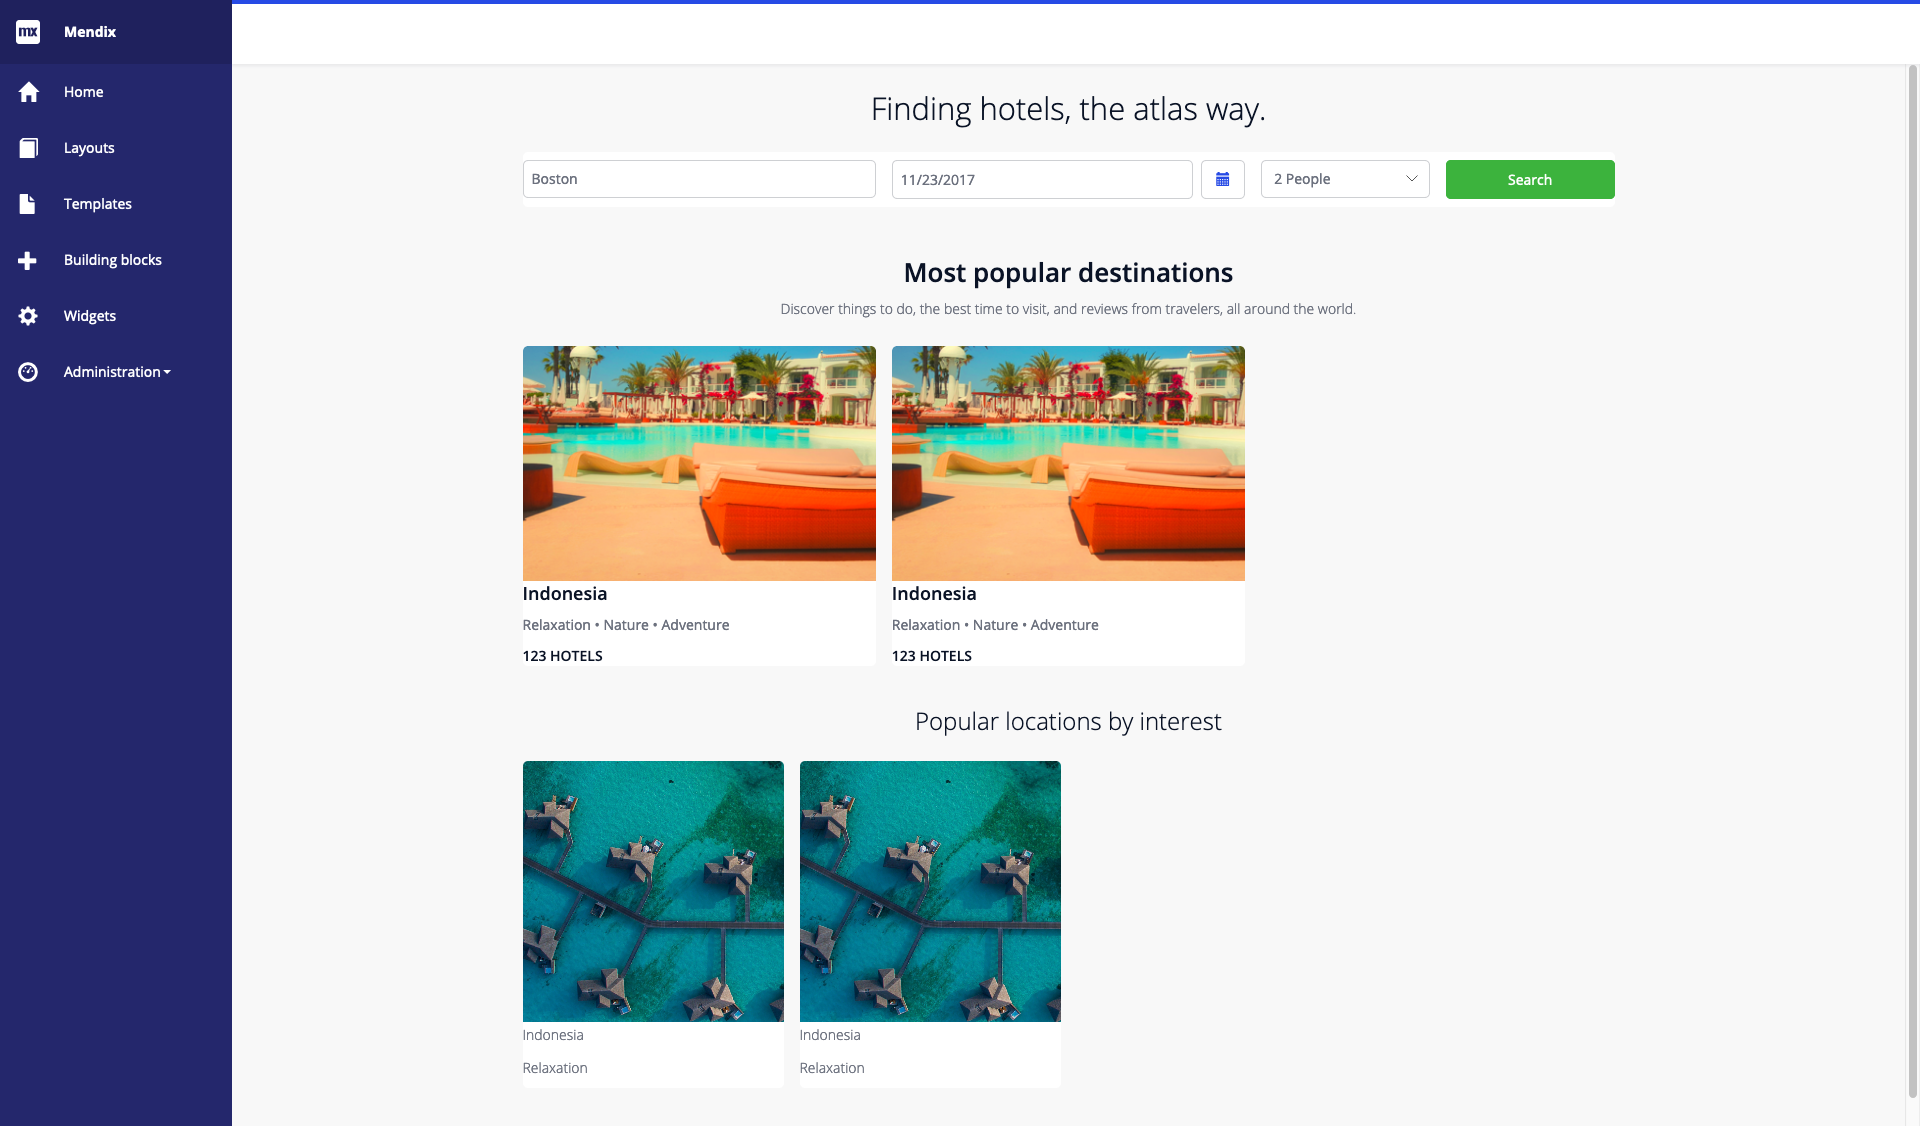 mx Mendix
Home
Layouts
Templates
Building blocks
Widgets
Administration
Finding hotels, the atlas way.
Boston 11/23/2017 2 People Search
Most popular destinations
Discover things to do, the best time to visit, and reviews from travelers, all around the world.
Indonesia
Relaxation • Nature • Adventure
123 HOTELS
Indonesia
Relaxation • Nature • Adventure
123 HOTELS
Popular locations by interest
Indonesia
Relaxation
Indonesia
Relaxation